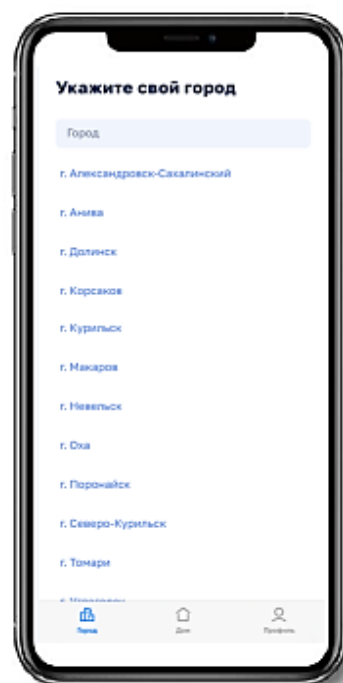 Укажите свой город
Город
г. Александровск-Сахалинский
г. Анива
г. Долинск
г. Корсаков
г. Курильск
г. Макаров
г. Невельск
г. Оха
г. Поронайск
г. Северо-Курильск
г. Томари
г.
Город
Дом
Профиль